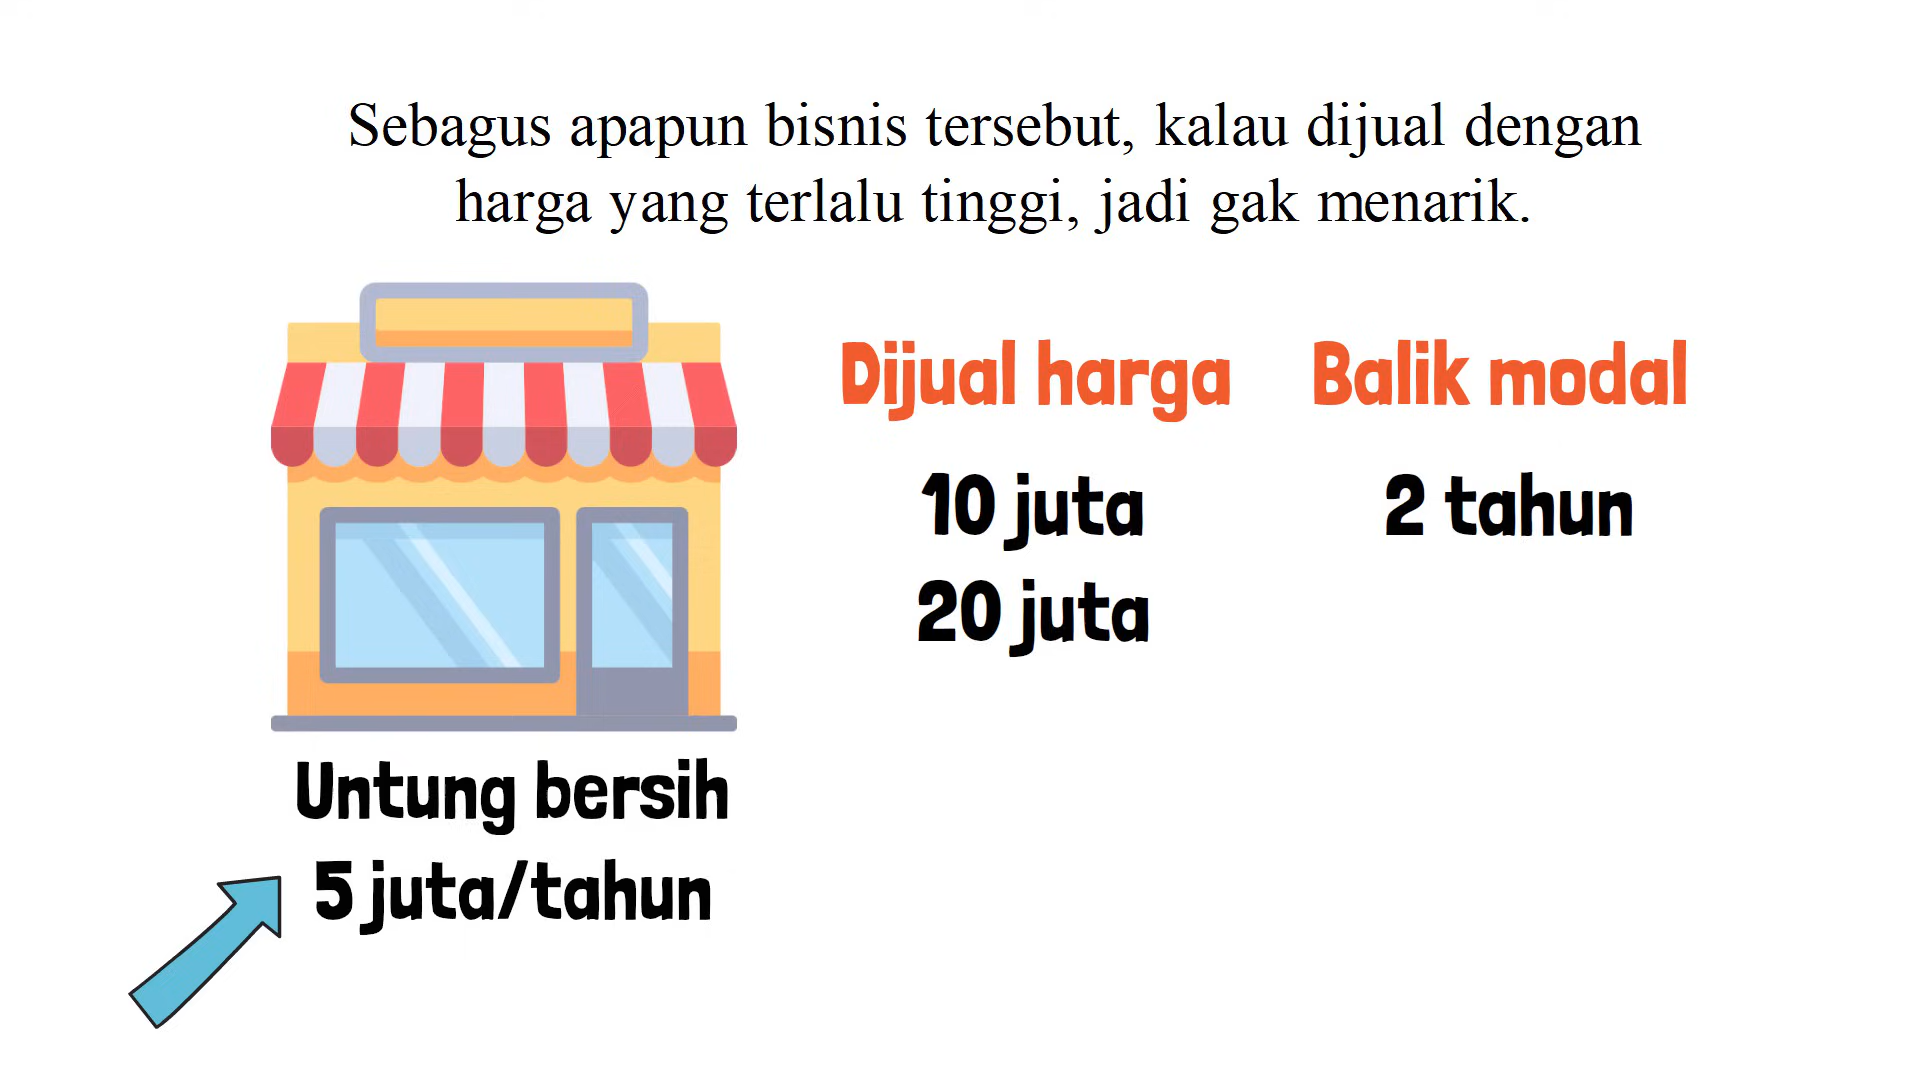 Sebagus apapun bisnis tersebut, kalau dijual dengan
harga yang terlalu tinggi, jadi gak menarik.
Dijual harga
Balik modal
10 juta
2 tahun
20 juta
Untung bersih
5 juta/tahun